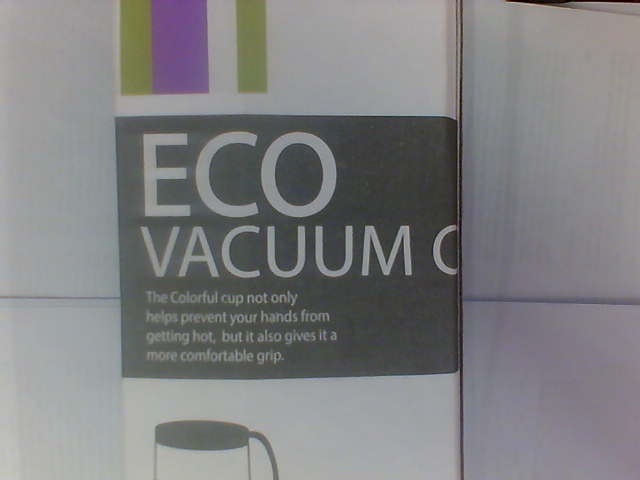 ECO
VACUUM C
The Colorful cup not only
helps prevent your hands from
getting hot, but it also gives it a
more comfortable grip.